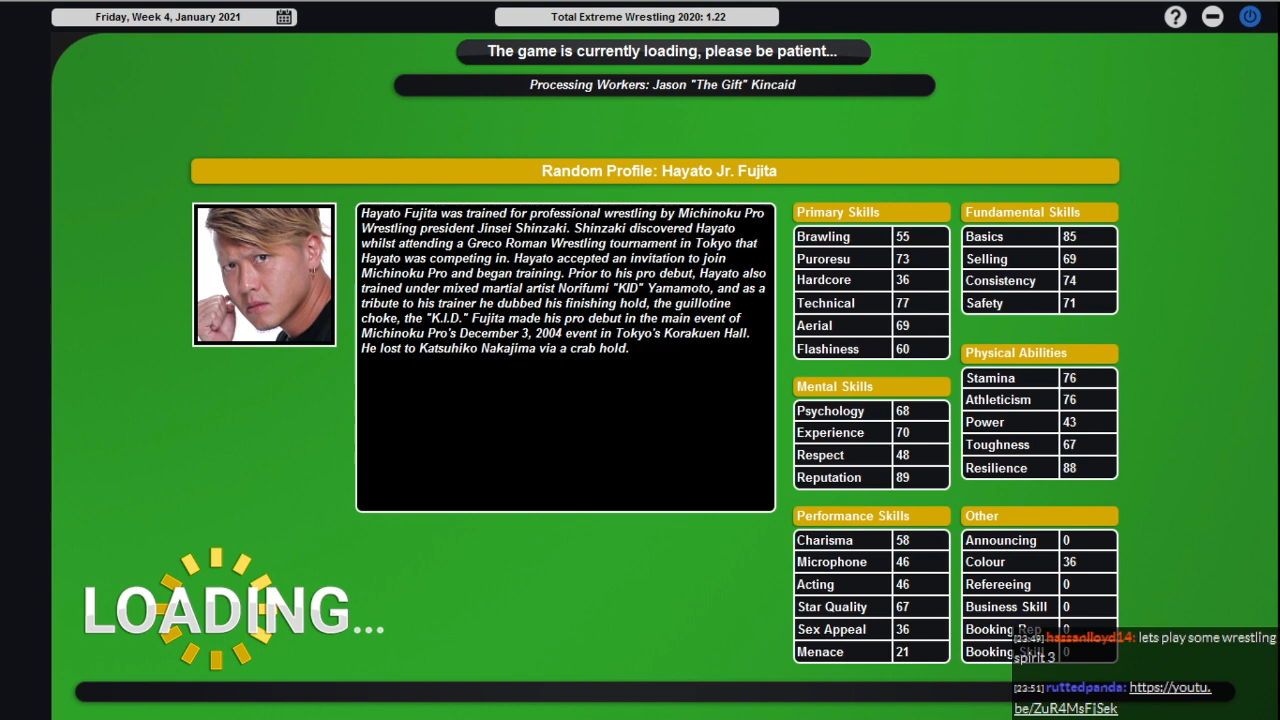 Friday, Week 4, January 2021
Total Extreme Wrestling 2020: 1.22
?
The game is currently loading, please be patient...
Processing Workers: Jason "The Gift" Kincaid
Random Profile: Hayato Jr. Fujita
Hayato Fujita was trained for professional wrestling by Michinoku Pro
Wrestling president Jinsei Shinzaki. Shinzaki discovered Hayato
whilst attending a Greco Roman Wrestling tournament in Tokyo that
Hayato was competing in. Hayato accepted an invitation to join
Michinoku Pro and began training. Prior to his pro debut, Hayato also
trained under mixed martial artist Norifumi "KID" Yamamoto, and as a
tribute to his trainer he dubbed his finishing hold, the guillotine
choke, the "K.I.D." Fujita made his pro debut in the main event of
Michinoku Pro's December 3, 2004 event in Tokyo's Korakuen Hall.
He lost to Katsuhiko Nakajima via a crab hold.
Primary Skills
Brawling 55
Puroresu 73
Hardcore 36
Technical 77
Aerial 69
Flashiness 60
Mental Skills
Psychology 68
Experience 70
Respect 48
Reputation 89
Performance Skills
Charisma 58
Microphone 46
Acting 46
Star Quality 67
Sex Appeal 36
Menace 21
Fundamental Skills
Basics 85
Selling 69
Consistency 74
Safety 71
Physical Abilities
Stamina 76
Athleticism 76
Power 43
Toughness 67
Resilience 88
Other
Announcing 0
Colour 36
Refereeing 0
Business Skill 0
Booking Rep 0
Booking Skill 0
LOADING...
[23:49] hassanlloyd14: lets play some wrestling
spirit 3
[23:51] ruttedpanda: https://youtu.
be/ZuR4MsFjSek